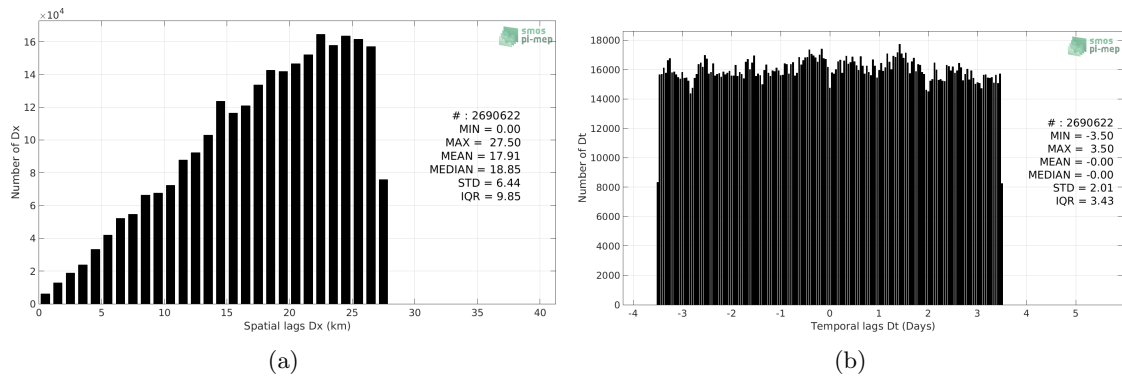 ×10⁴
16
14
12
10
8
6
4
2
0
Number of Dx
0 5 10 15 20 25 30 35 40
Spatial lags Dx (km)
smos
pi-mep
# : 2690622
MIN = 0.00
MAX = 27.50
MEAN = 17.91
MEDIAN = 18.85
STD = 6.44
IQR = 9.85
(a)
18000
16000
14000
12000
10000
8000
6000
4000
2000
0
Number of Dt
-4 -3 -2 -1 0 1 2 3 4 5
Temporal lags Dt (Days)
smos
pi-mep
# : 2690622
MIN = -3.50
MAX = 3.50
MEAN = -0.00
MEDIAN = -0.00
STD = 2.01
IQR = 3.43
(b)